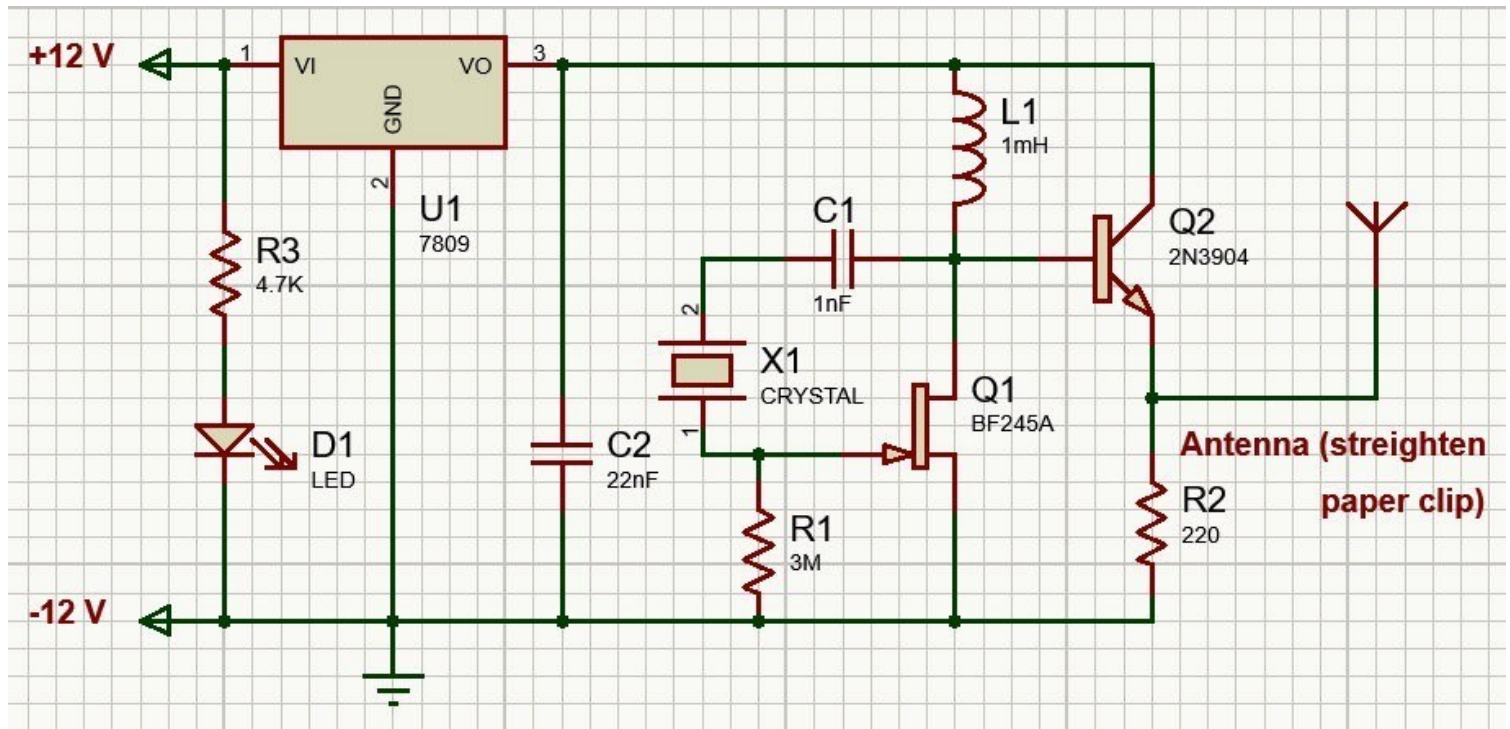 +12 V
1
VI
VO
3
GND
2
U1
7809
L1
1mH
C1
1nF
Q2
2N3904
R3
4.7K
2
X1
CRYSTAL
1
Q1
BF245A
D1
LED
C2
22nF
Antenna (streighten
paper clip)
R1
3M
R2
220
-12 V